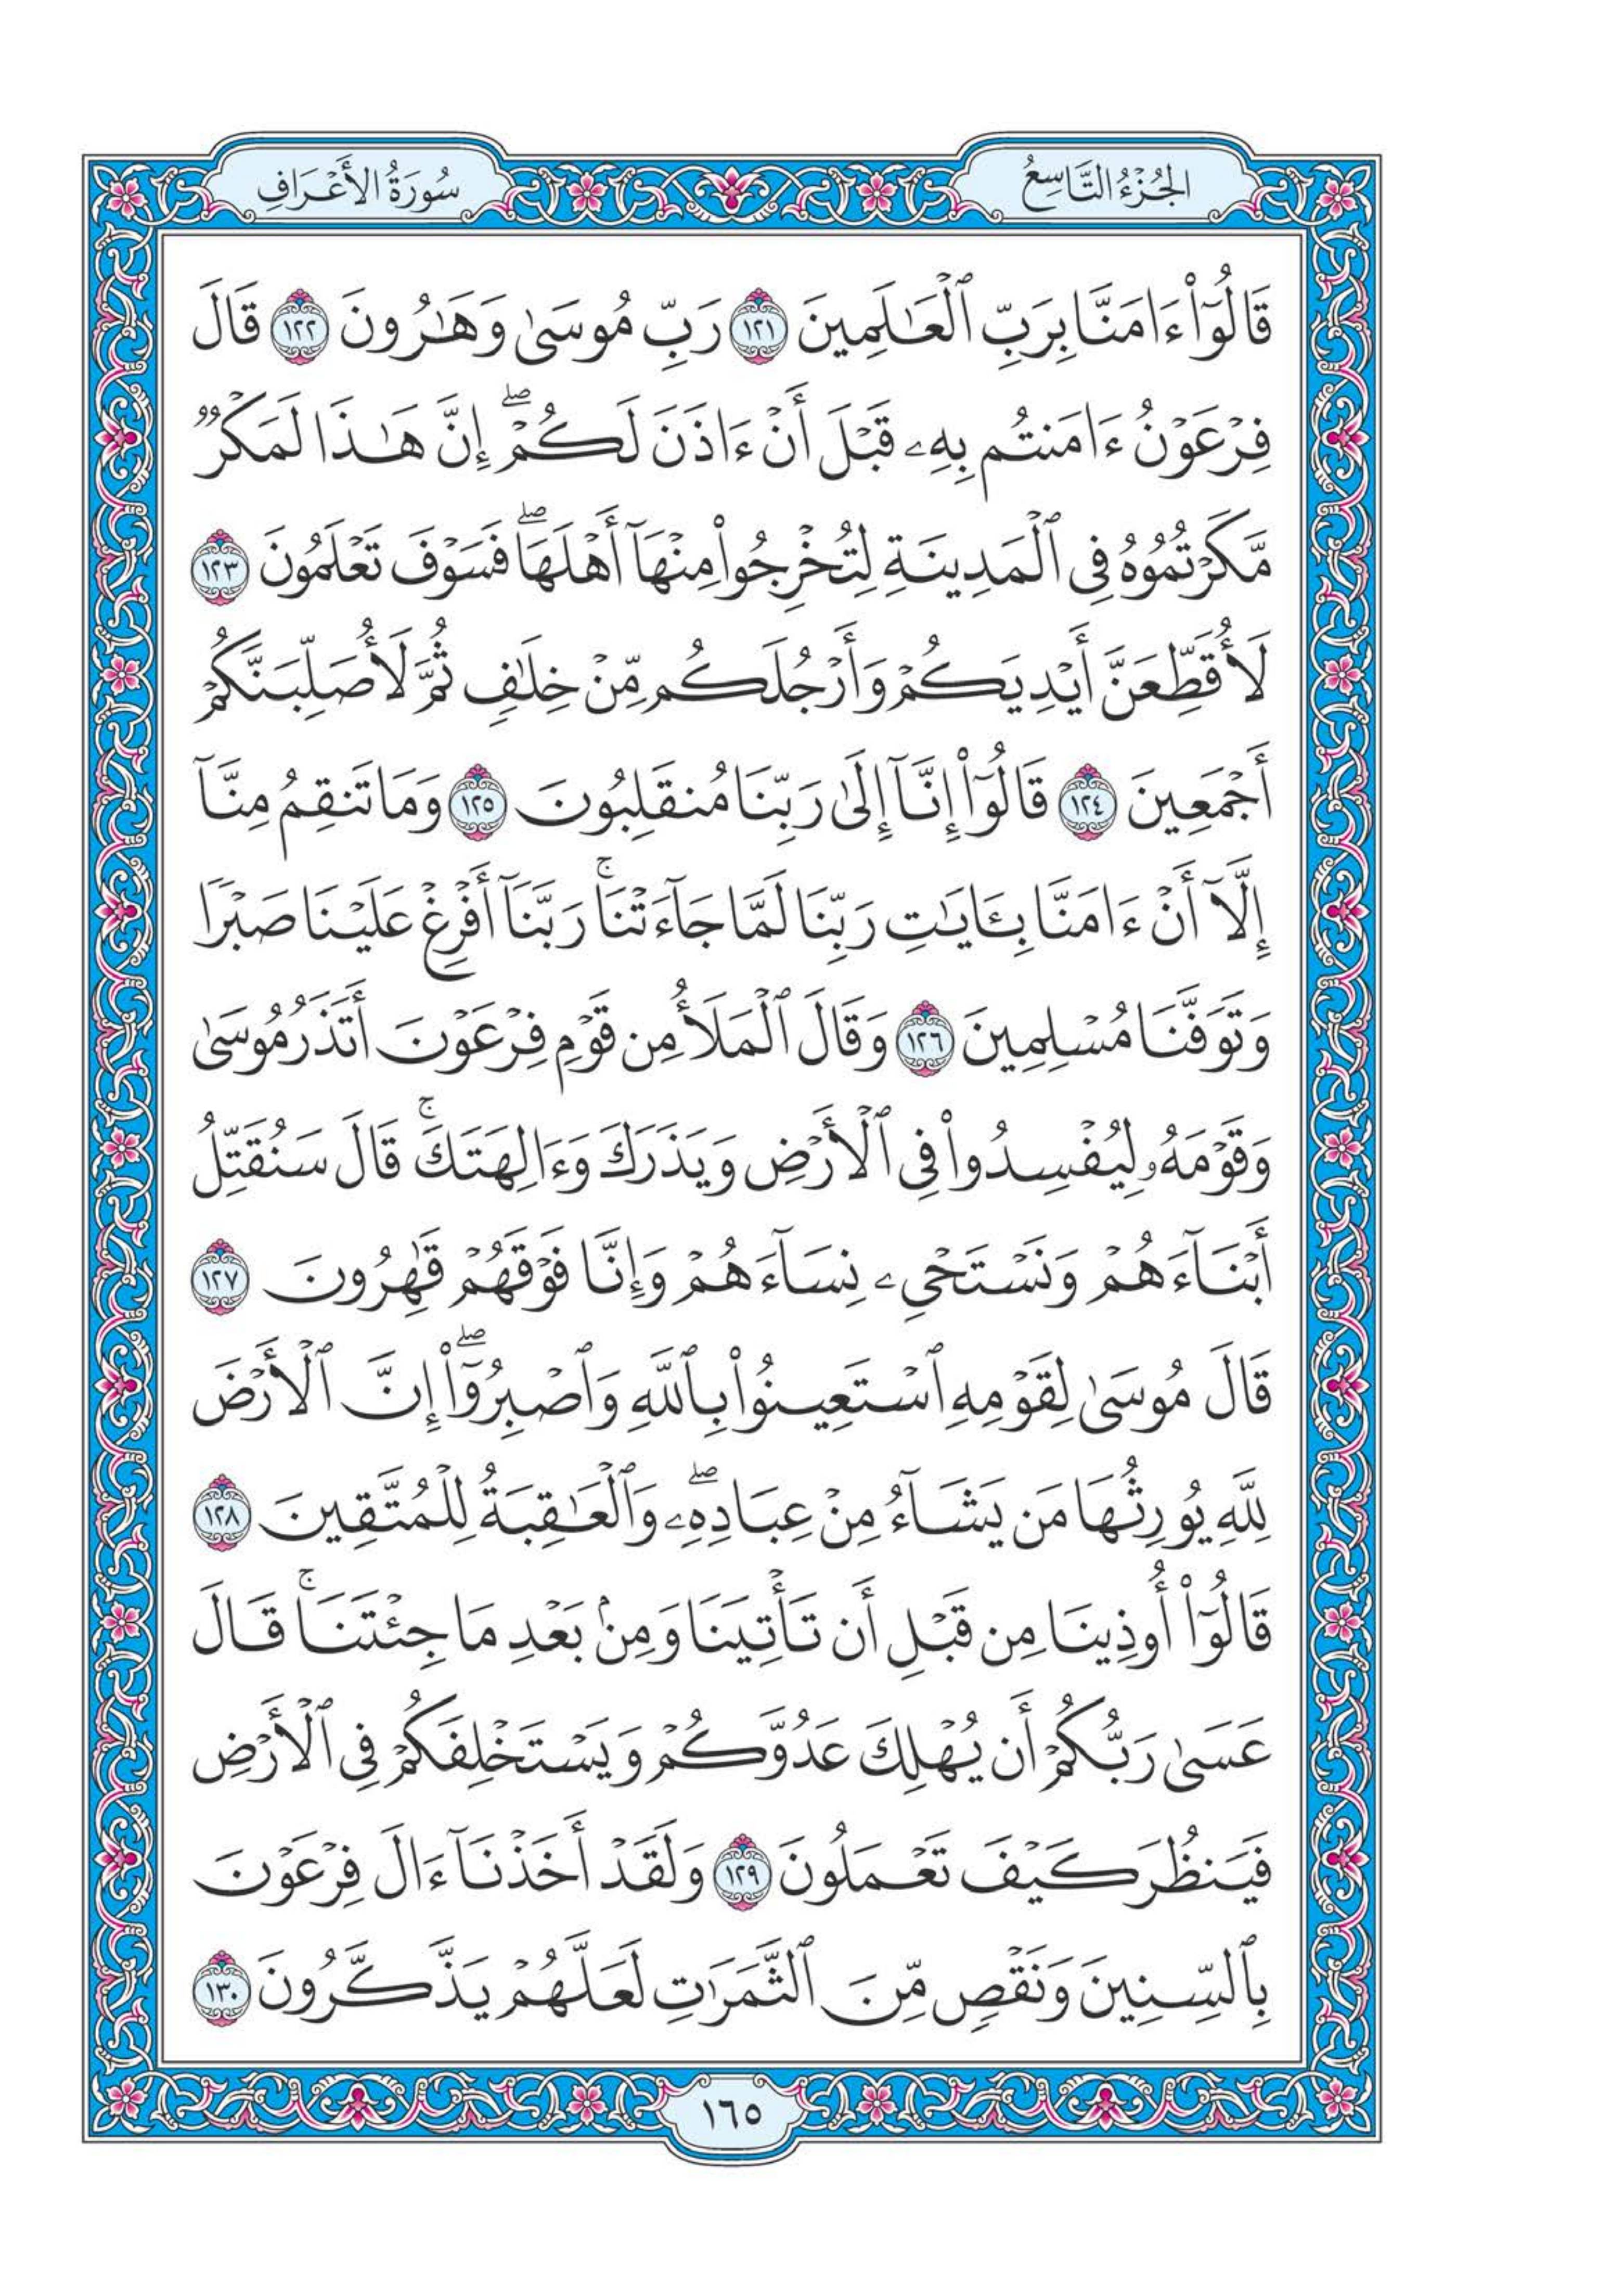 الجُزْءُ التَّاسِعُ
سُورَةُ الأَعْرَافِ
قَالُوٓاْ ءَامَنَّا بِرَبِّ ٱلْعَٰلَمِينَ ١٢١ رَبِّ مُوسَىٰ وَهَٰرُونَ ١٢٢ قَالَ
فِرْعَوْنُ ءَامَنتُم بِهِۦ قَبْلَ أَنْ ءَاذَنَ لَكُمْۖ إِنَّ هَٰذَا لَمَكْرٌ
مَّكَرْتُمُوهُ فِى ٱلْمَدِينَةِ لِتُخْرِجُواْ مِنْهَآ أَهْلَهَاۖ فَسَوْفَ تَعْلَمُونَ ١٢٣
لَأُقَطِّعَنَّ أَيْدِيَكُمْ وَأَرْجُلَكُم مِّنْ خِلَٰفٍ ثُمَّ لَأُصَلِّبَنَّكُمْ
أَجْمَعِينَ ١٢٤ قَالُوٓاْ إِنَّآ إِلَىٰ رَبِّنَا مُنقَلِبُونَ ١٢٥ وَمَا تَنقِمُ مِنَّآ
إِلَّآ أَنْ ءَامَنَّا بِـَٔايَٰتِ رَبِّنَا لَمَّا جَآءَتْنَاۚ رَبَّنَآ أَفْرِغْ عَلَيْنَا صَبْرًا
وَتَوَفَّنَا مُسْلِمِينَ ١٢٦ وَقَالَ ٱلْمَلَأُ مِن قَوْمِ فِرْعَوْنَ أَتَذَرُ مُوسَىٰ
وَقَوْمَهُۥ لِيُفْسِدُواْ فِى ٱلْأَرْضِ وَيَذَرَكَ وَءَالِهَتَكَۚ قَالَ سَنُقَتِّلُ
أَبْنَآءَهُمْ وَنَسْتَحْىِۦ نِسَآءَهُمْ وَإِنَّا فَوْقَهُمْ قَٰهِرُونَ ١٢٧
قَالَ مُوسَىٰ لِقَوْمِهِ ٱسْتَعِينُواْ بِٱللَّهِ وَٱصْبِرُوٓاْۖ إِنَّ ٱلْأَرْضَ
لِلَّهِ يُورِثُهَا مَن يَشَآءُ مِنْ عِبَادِهِۦۖ وَٱلْعَٰقِبَةُ لِلْمُتَّقِينَ ١٢٨
قَالُوٓاْ أُوذِينَا مِن قَبْلِ أَن تَأْتِيَنَا وَمِنۢ بَعْدِ مَا جِئْتَنَاۚ قَالَ
عَسَىٰ رَبُّكُمْ أَن يُهْلِكَ عَدُوَّكُمْ وَيَسْتَخْلِفَكُمْ فِى ٱلْأَرْضِ
فَيَنظُرَ كَيْفَ تَعْمَلُونَ ١٢٩ وَلَقَدْ أَخَذْنَآ ءَالَ فِرْعَوْنَ
بِٱلسِّنِينَ وَنَقْصٍ مِّنَ ٱلثَّمَرَٰتِ لَعَلَّهُمْ يَذَّكَّرُونَ ١٣٠
١٦٥